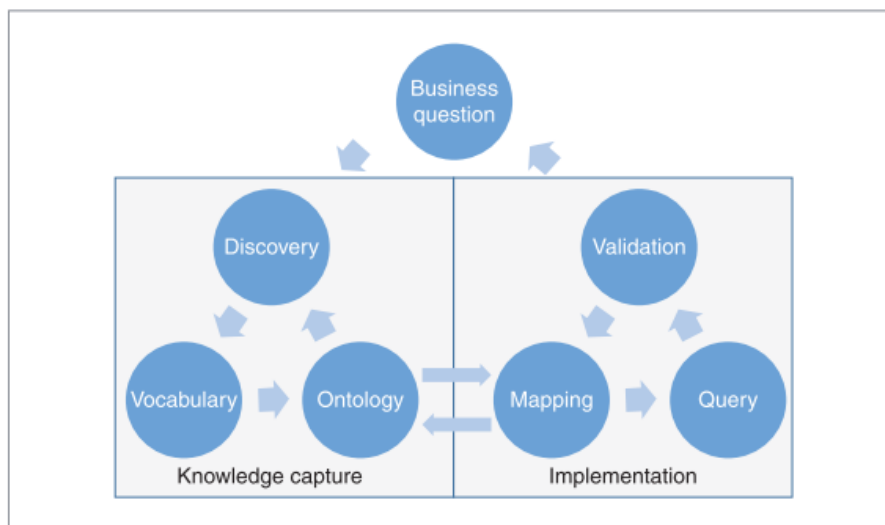 Business
question
Discovery
Validation
Vocabulary
Ontology
Mapping
Query
Knowledge capture
Implementation